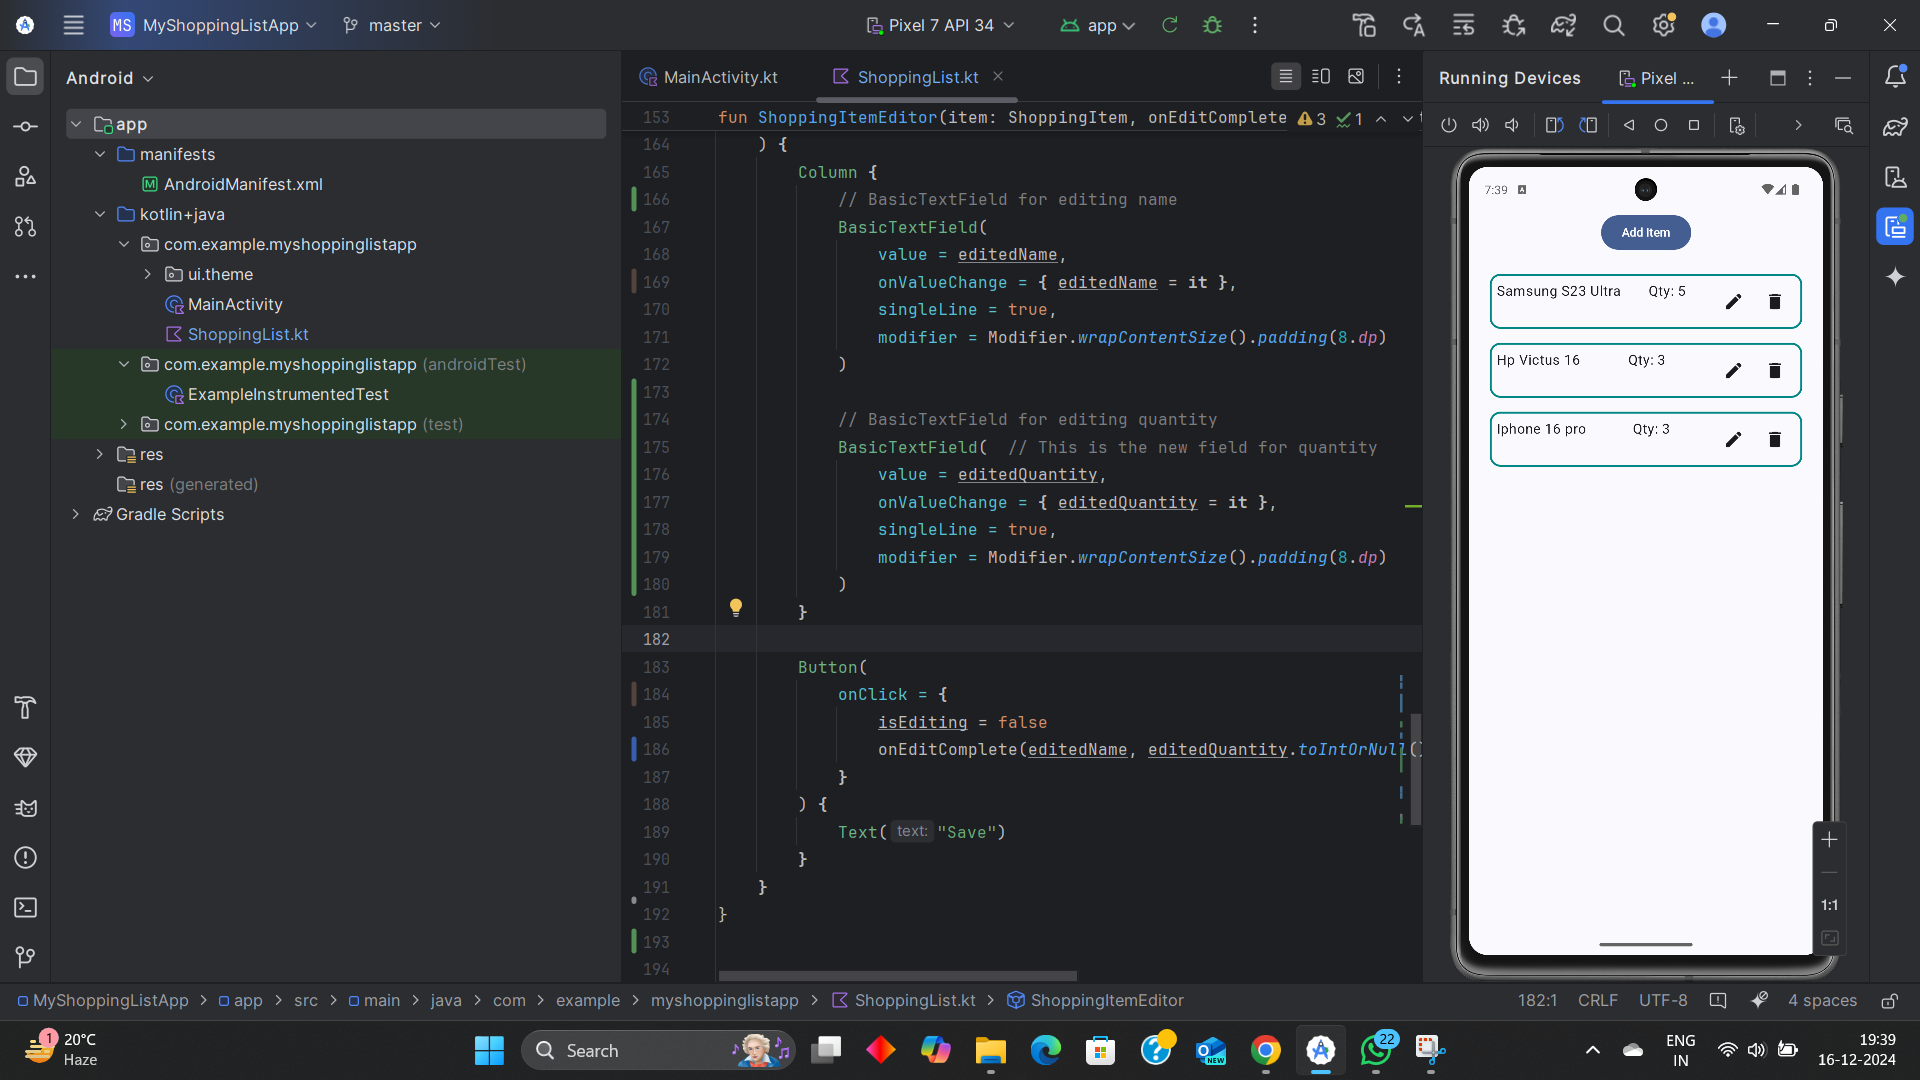 MS MyShoppingListApp master Pixel 7 API 34 app
Android
app
manifests
AndroidManifest.xml
kotlin+java
com.example.myshoppinglistapp
ui.theme
MainActivity
ShoppingList.kt
com.example.myshoppinglistapp (androidTest)
ExampleInstrumentedTest
com.example.myshoppinglistapp (test)
res
res (generated)
Gradle Scripts
MainActivity.kt ShoppingList.kt
153 fun ShoppingItemEditor(item: ShoppingItem, onEditComplete 3 1
164 ) {
165 Column {
166 // BasicTextField for editing name
167 BasicTextField(
168 value = editedName,
169 onValueChange = { editedName = it },
170 singleLine = true,
171 modifier = Modifier.wrapContentSize().padding(8.dp)
172 )
173
174 // BasicTextField for editing quantity
175 BasicTextField( // This is the new field for quantity
176 value = editedQuantity,
177 onValueChange = { editedQuantity = it },
178 singleLine = true,
179 modifier = Modifier.wrapContentSize().padding(8.dp)
180 )
181 }
182
183 Button(
184 onClick = {
185 isEditing = false
186 onEditComplete(editedName, editedQuantity.toIntOrNull()
187 }
188 ) {
189 Text( text: "Save")
190 }
191 }
192 }
193
194
Running Devices Pixel ...
7:39
Add Item
Samsung S23 Ultra Qty: 5
Hp Victus 16 Qty: 3
Iphone 16 pro Qty: 3
1:1
MyShoppingListApp > app > src > main > java > com > example > myshoppinglistapp > ShoppingList.kt > ShoppingItemEditor 182:1 CRLF UTF-8 4 spaces
1 20°C
Haze
Search
NEW
22
ENG
IN
19:39
16-12-2024